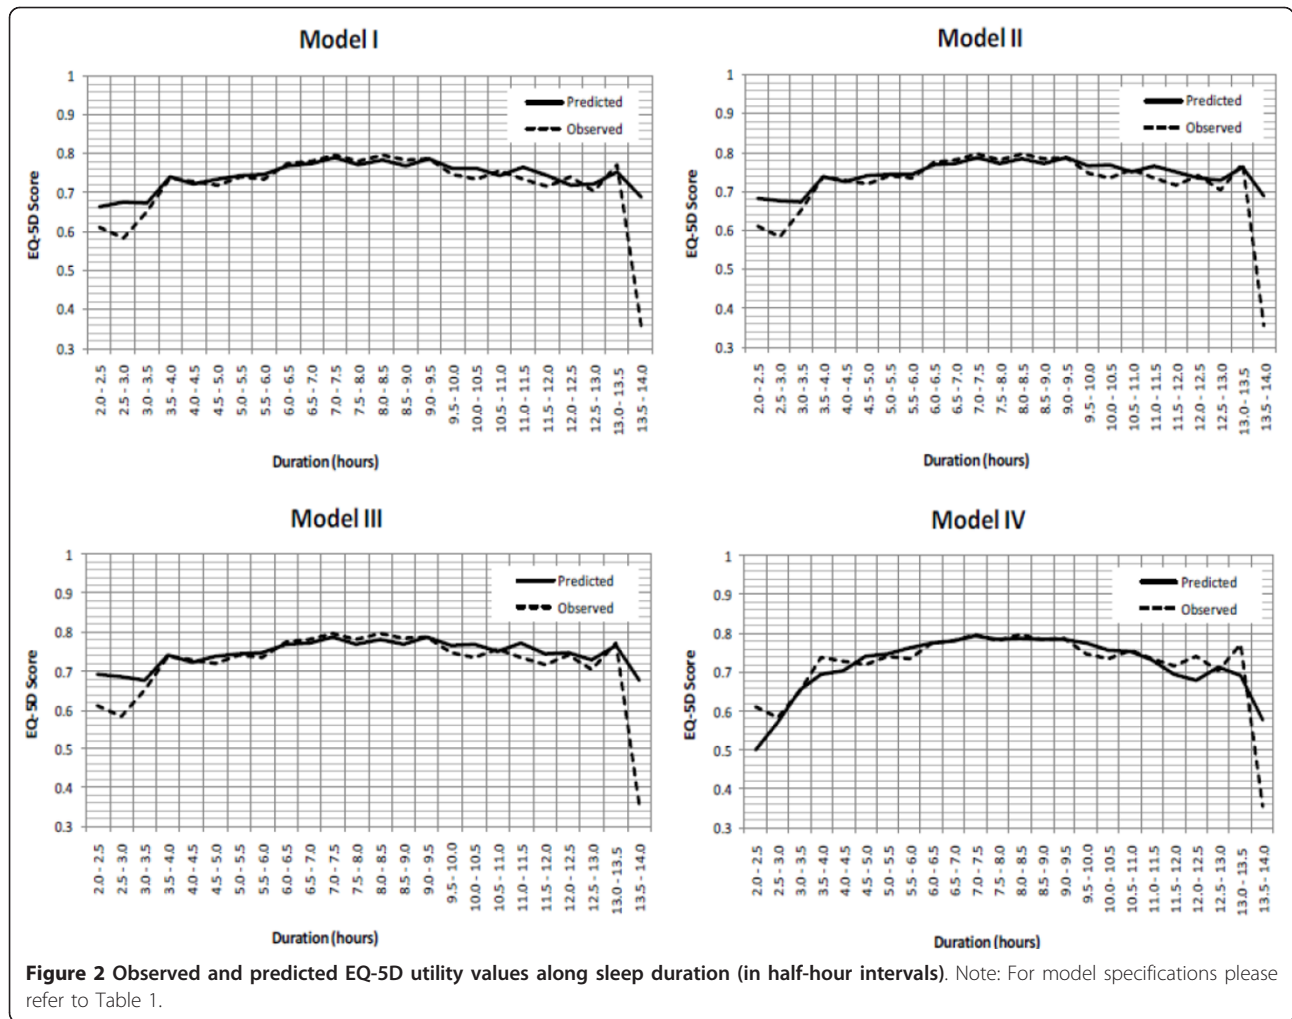 Model I
1
0.9
0.8
0.7
0.6
0.5
0.4
0.3
EQ-5D Score
Predicted
Observed
2.0 - 2.5
2.5 - 3.0
3.0 - 3.5
3.5 - 4.0
4.0 - 4.5
4.5 - 5.0
5.0 - 5.5
5.5 - 6.0
6.0 - 6.5
6.5 - 7.0
7.0 - 7.5
7.5 - 8.0
8.0 - 8.5
8.5 - 9.0
9.0 - 9.5
9.5 - 10.0
10.0 - 10.5
10.5 - 11.0
11.0 - 11.5
11.5 - 12.0
12.0 - 12.5
12.5 - 13.0
13.0 - 13.5
13.5 - 14.0
Duration (hours)
Model II
1
0.9
0.8
0.7
0.6
0.5
0.4
0.3
EQ-5D Score
Predicted
Observed
2.0 - 2.5
2.5 - 3.0
3.0 - 3.5
3.5 - 4.0
4.0 - 4.5
4.5 - 5.0
5.0 - 5.5
5.5 - 6.0
6.0 - 6.5
6.5 - 7.0
7.0 - 7.5
7.5 - 8.0
8.0 - 8.5
8.5 - 9.0
9.0 - 9.5
9.5 - 10.0
10.0 - 10.5
10.5 - 11.0
11.0 - 11.5
11.5 - 12.0
12.0 - 12.5
12.5 - 13.0
13.0 - 13.5
13.5 - 14.0
Duration (hours)
Model III
1
0.9
0.8
0.7
0.6
0.5
0.4
0.3
EQ-5D Score
Predicted
Observed
2.0 - 2.5
2.5 - 3.0
3.0 - 3.5
3.5 - 4.0
4.0 - 4.5
4.5 - 5.0
5.0 - 5.5
5.5 - 6.0
6.0 - 6.5
6.5 - 7.0
7.0 - 7.5
7.5 - 8.0
8.0 - 8.5
8.5 - 9.0
9.0 - 9.5
9.5 - 10.0
10.0 - 10.5
10.5 - 11.0
11.0 - 11.5
11.5 - 12.0
12.0 - 12.5
12.5 - 13.0
13.0 - 13.5
13.5 - 14.0
Duration (hours)
Model IV
1
0.9
0.8
0.7
0.6
0.5
0.4
0.3
EQ-5D Score
Predicted
Observed
2.0 - 2.5
2.5 - 3.0
3.0 - 3.5
3.5 - 4.0
4.0 - 4.5
4.5 - 5.0
5.0 - 5.5
5.5 - 6.0
6.0 - 6.5
6.5 - 7.0
7.0 - 7.5
7.5 - 8.0
8.0 - 8.5
8.5 - 9.0
9.0 - 9.5
9.5 - 10.0
10.0 - 10.5
10.5 - 11.0
11.0 - 11.5
11.5 - 12.0
12.0 - 12.5
12.5 - 13.0
13.0 - 13.5
13.5 - 14.0
Duration (hours)
Figure 2 Observed and predicted EQ-5D utility values along sleep duration (in half-hour intervals). Note: For model specifications please
refer to Table 1.